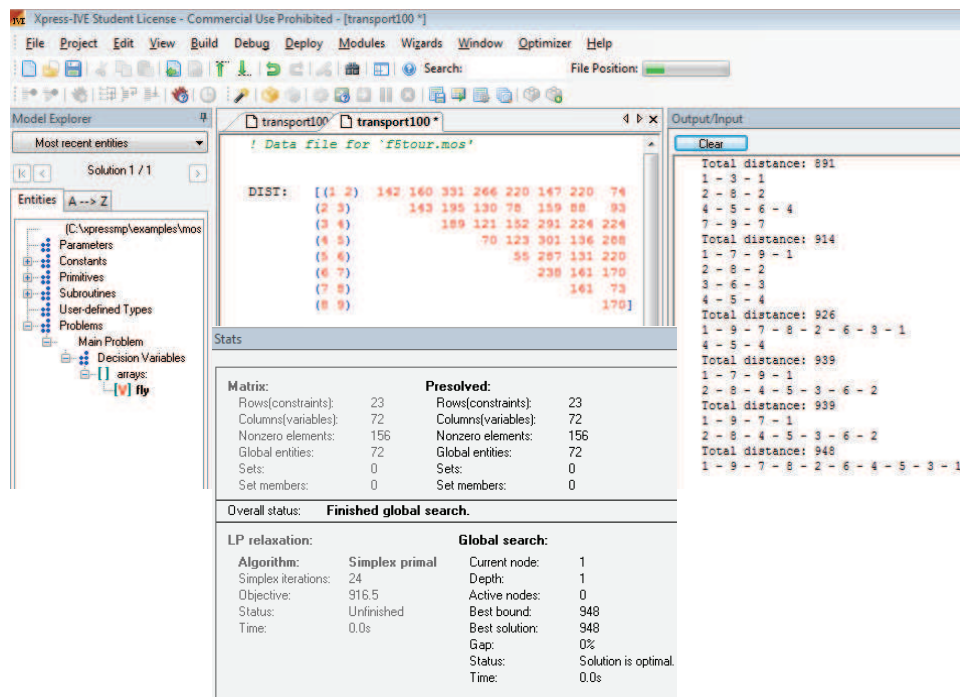 Xpress-IVE Student License - Commercial Use Prohibited - [transport100 *]
File Project Edit View Build Debug Deploy Modules Wizards Window Optimizer Help
Search: File Position:
Model Explorer
Most recent entities
Solution 1 / 1
Entities A --> Z
(C:\xpressmp\examples\mos
Parameters
Constants
Primitives
Subroutines
User-defined Types
Problems
Main Problem
Decision Variables
arrays:
fly
transport100 transport100 *
! Data file for `f5tour.mos'
DIST: [(1 2) 142 160 331 266 220 147 220 74
(2 3) 143 195 130 78 159 88 93
(3 4) 189 121 152 291 224 224
(4 5) 70 123 301 136 208
(5 6) 55 287 131 220
(6 7) 238 161 170
(7 8) 161 73
(8 9) 170]
Output/Input
Clear
Total distance: 891
1 - 3 - 1
2 - 8 - 2
4 - 5 - 6 - 4
7 - 9 - 7
Total distance: 914
1 - 7 - 9 - 1
2 - 8 - 2
3 - 6 - 3
4 - 5 - 4
Total distance: 926
1 - 9 - 7 - 8 - 2 - 6 - 3 - 1
4 - 5 - 4
Total distance: 939
1 - 7 - 9 - 1
2 - 8 - 4 - 5 - 3 - 6 - 2
Total distance: 939
1 - 9 - 7 - 1
2 - 8 - 4 - 5 - 3 - 6 - 2
Total distance: 948
1 - 9 - 7 - 8 - 2 - 6 - 4 - 5 - 3 - 1
Stats
Matrix: Presolved:
Rows(constraints): 23 Rows(constraints): 23
Columns(variables): 72 Columns(variables): 72
Nonzero elements: 156 Nonzero elements: 156
Global entities: 72 Global entities: 72
Sets: 0 Sets: 0
Set members: 0 Set members: 0
Overall status: Finished global search.
LP relaxation: Global search:
Algorithm: Simplex primal Current node: 1
Simplex iterations: 24 Depth: 1
Objective: 916.5 Active nodes: 0
Status: Unfinished Best bound: 948
Time: 0.0s Best solution: 948
Gap: 0%
Status: Solution is optimal.
Time: 0.0s